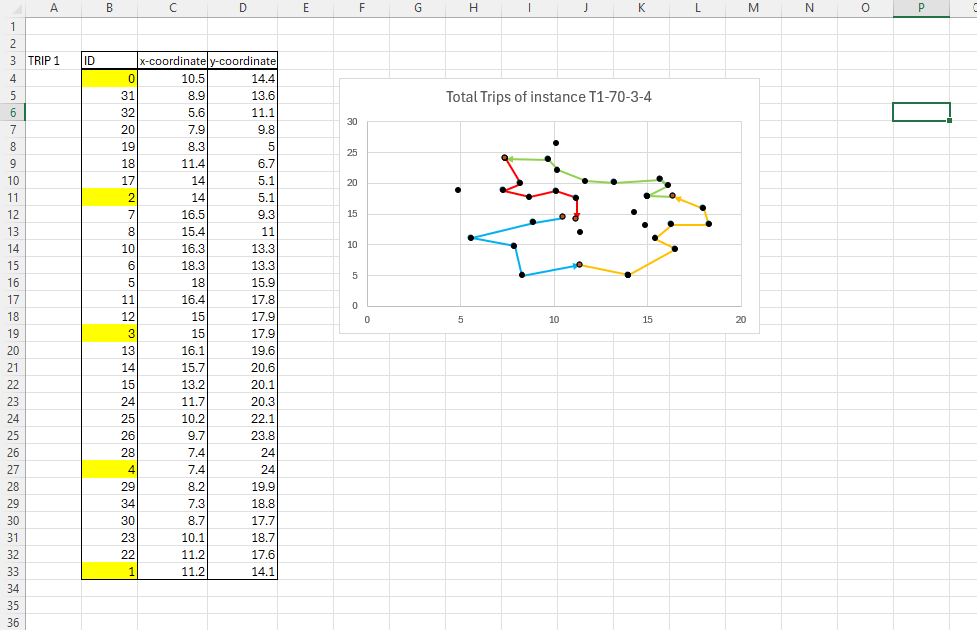 A B C D E F G H I J K L M N O P
1
2
3 TRIP 1 ID x-coordinate y-coordinate
4 0 10.5 14.4
5 31 8.9 13.6
6 32 5.6 11.1
7 20 7.9 9.8
8 19 8.3 5
9 18 11.4 6.7
10 17 14 5.1
11 2 14 5.1
12 7 16.5 9.3
13 8 15.4 11
14 10 16.3 13.3
15 6 18.3 13.3
16 5 18 15.9
17 11 16.4 17.8
18 12 15 17.9
19 3 15 17.9
20 13 16.1 19.6
21 14 15.7 20.6
22 15 13.2 20.1
23 24 11.7 20.3
24 25 10.2 22.1
25 26 9.7 23.8
26 28 7.4 24
27 4 7.4 24
28 29 8.2 19.9
29 34 7.3 18.8
30 30 8.7 17.7
31 23 10.1 18.7
32 22 11.2 17.6
33 1 11.2 14.1
34
35
36
Total Trips of instance T1-70-3-4
30
25
20
15
10
5
0
0 5 10 15 20